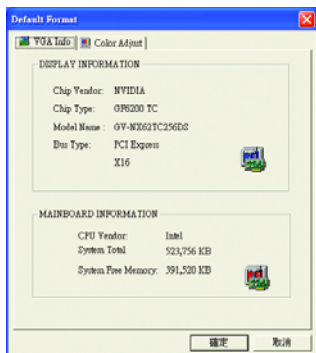 Default Format
VGA Info Color Adjust
DISPLAY INFORMATION
Chip Vendor: NVIDIA
Chip Type: GF6200 TC
Model Name : GV-NX62TC256DS
Bus Type: PCI Express
X16
MAINBOARD INFORMATION
CPU Vendor: Intel
System Total 523,756 KB
System Free Memory: 391,520 KB
確定 取消